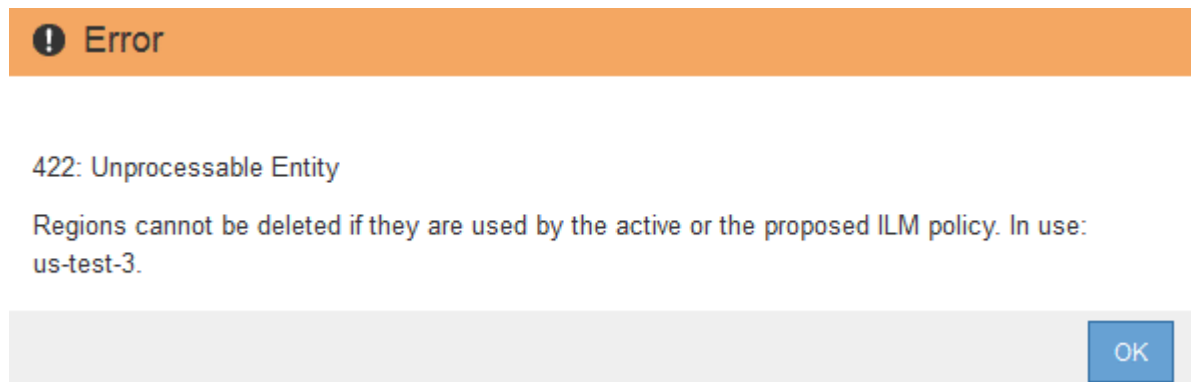 Error
422: Unprocessable Entity
Regions cannot be deleted if they are used by the active or the proposed ILM policy. In use:
us-test-3.
OK